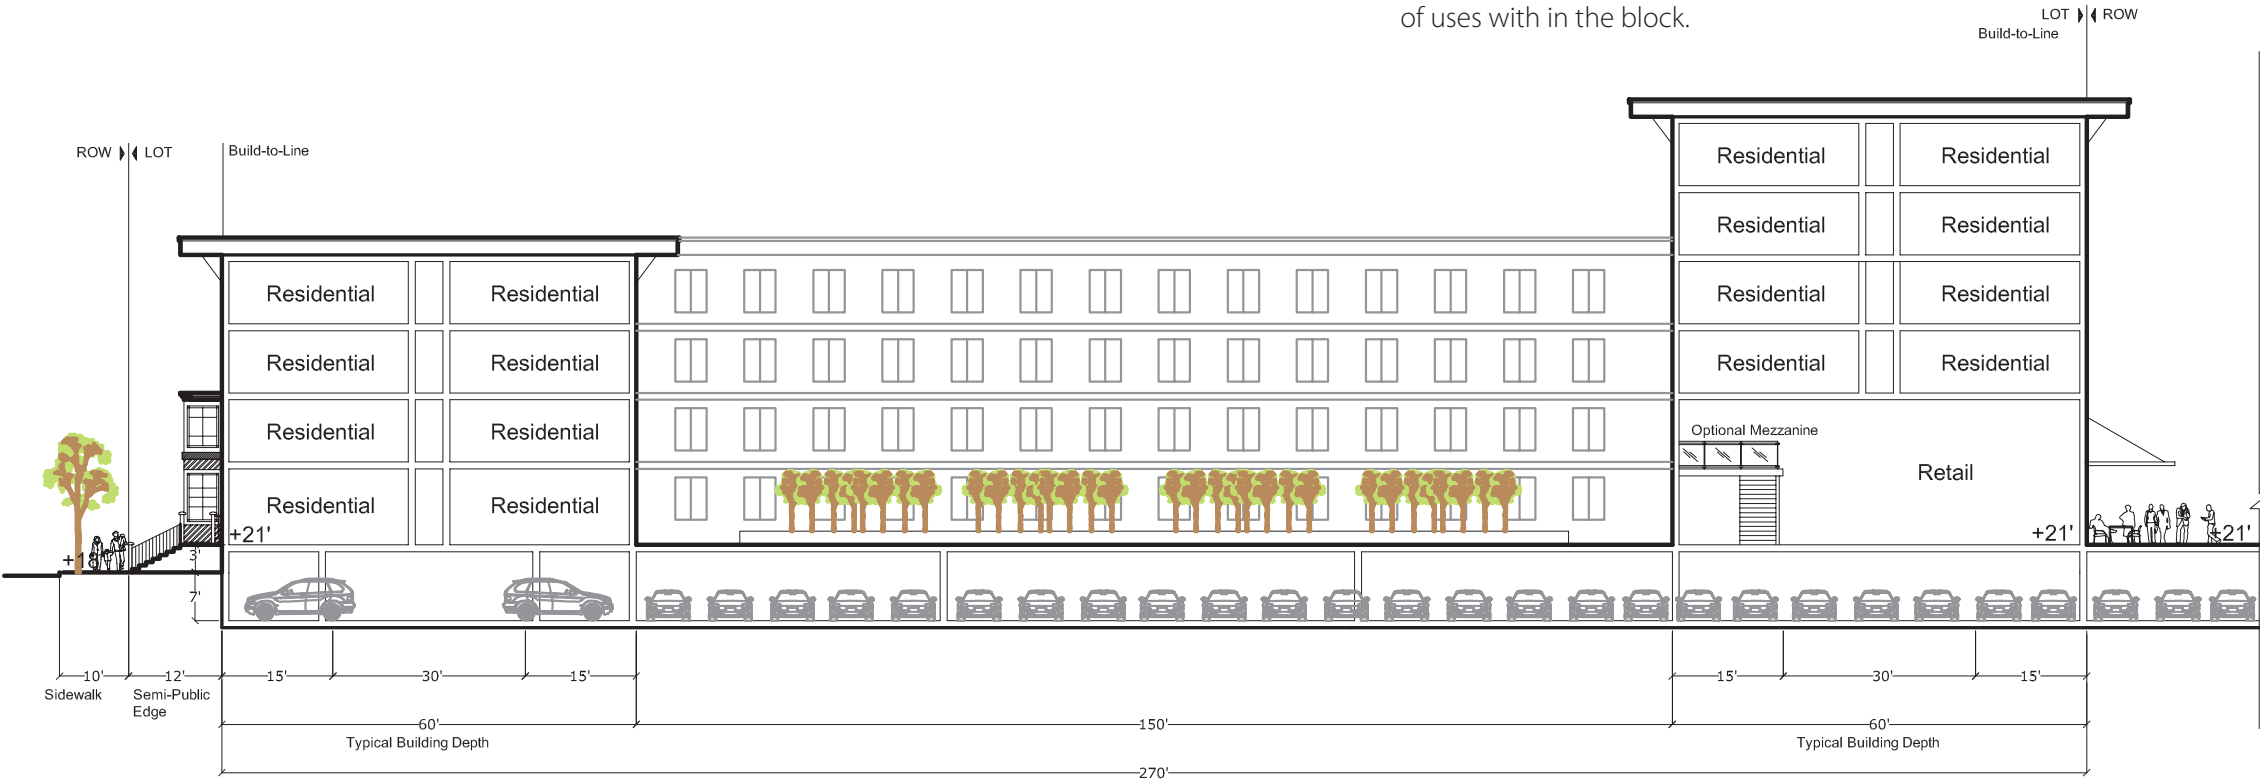 of uses with in the block.
LOT ROW
Build-to-Line
ROW LOT
Build-to-Line
Residential Residential
Residential Residential
Residential Residential Residential Residential
Residential Residential Residential Residential
Residential Residential
Optional Mezzanine
Retail
Residential Residential
+21'
+21'
+21'
3'
7'
10' 12' 15' 30' 15' 15' 30' 15'
Sidewalk Semi-Public
Edge
60' 150' 60'
Typical Building Depth Typical Building Depth
270'